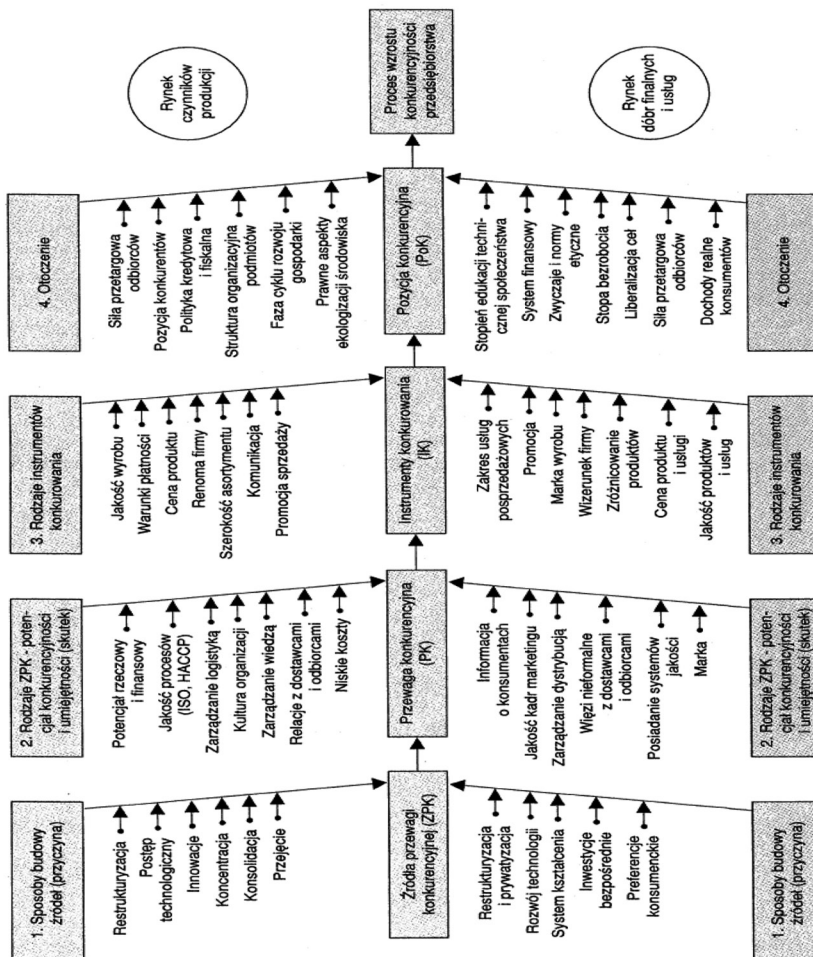 1. Sposoby budowy
źródeł (przyczyna)
Restrukturyzacja
Postęp
technologiczny
Innowacje
Koncentracja
Konsolidacja
Przejęcie
2. Rodzaje ZPK - poten-
cjał konkurencyjności
i umiejętności (skutek)
Potencjał rzeczowy
i finansowy
Jakość procesów
(ISO, HACCP)
Zarządzanie logistyką
Kultura organizacji
Zarządzanie wiedzą
Relacje z dostawcami
i odbiorcami
Niskie koszty
3. Rodzaje instrumentów
konkurowania
Jakość wyrobu
Warunki płatności
Cena produktu
Renoma firmy
Szerokość asortymentu
Komunikacja
Promocja sprzedaży
4. Otoczenie
Siła przetargowa
odbiorców
Pozycja konkurentów
Polityka kredytowa
i fiskalna
Struktura organizacyjna
podmiotów
Faza cyklu rozwoju
gospodarki
Prawne aspekty
ekologizacji środowiska
Rynek
czynników
produkcji
Źródła przewagi
konkurencyjnej (ZPK)
Przewaga konkurencyjna
(PK)
Instrumenty konkurowania
(IK)
Pozycja konkurencyjna
(PoK)
Proces wzrostu
konkurencyjności
przedsiębiorstwa
Restrukturyzacja
i prywatyzacja
Rozwój technologii
System kształcenia
Inwestycje
bezpośrednie
Preferencje
konsumenckie
1. Sposoby budowy
źródeł (przyczyna)
Informacja
o konsumentach
Jakość kadr marketingu
Zarządzanie dystrybucją
Więzi nieformalne
z dostawcami
i odbiorcami
Posiadanie systemów
jakości
Marka
2. Rodzaje ZPK - poten-
cjał konkurencyjności
i umiejętności (skutek)
Zakres usług
posprzedażowych
Promocja
Marka wyrobu
Wizerunek firmy
Zróżnicowanie
produktów
Cena produktu
i usługi
Jakość produktów
i usług
3. Rodzaje instrumentów
konkurowania
Stopień edukacji techni-
cznej społeczeństwa
System finansowy
Zwyczaje i normy
etyczne
Stopa bezrobocia
Liberalizacja ceł
Siła przetargowa
odbiorców
Dochody realne
konsumentów
4. Otoczenie
Rynek
dóbr finalnych
i usług